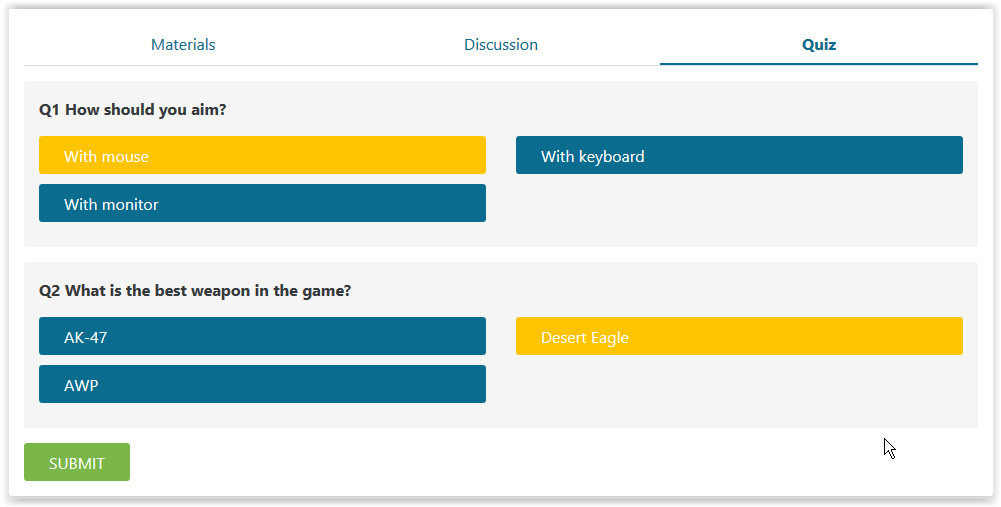 Materials Discussion Quiz
Q1 How should you aim?
With mouse With keyboard
With monitor
Q2 What is the best weapon in the game?
AK-47 Desert Eagle
AWP
SUBMIT